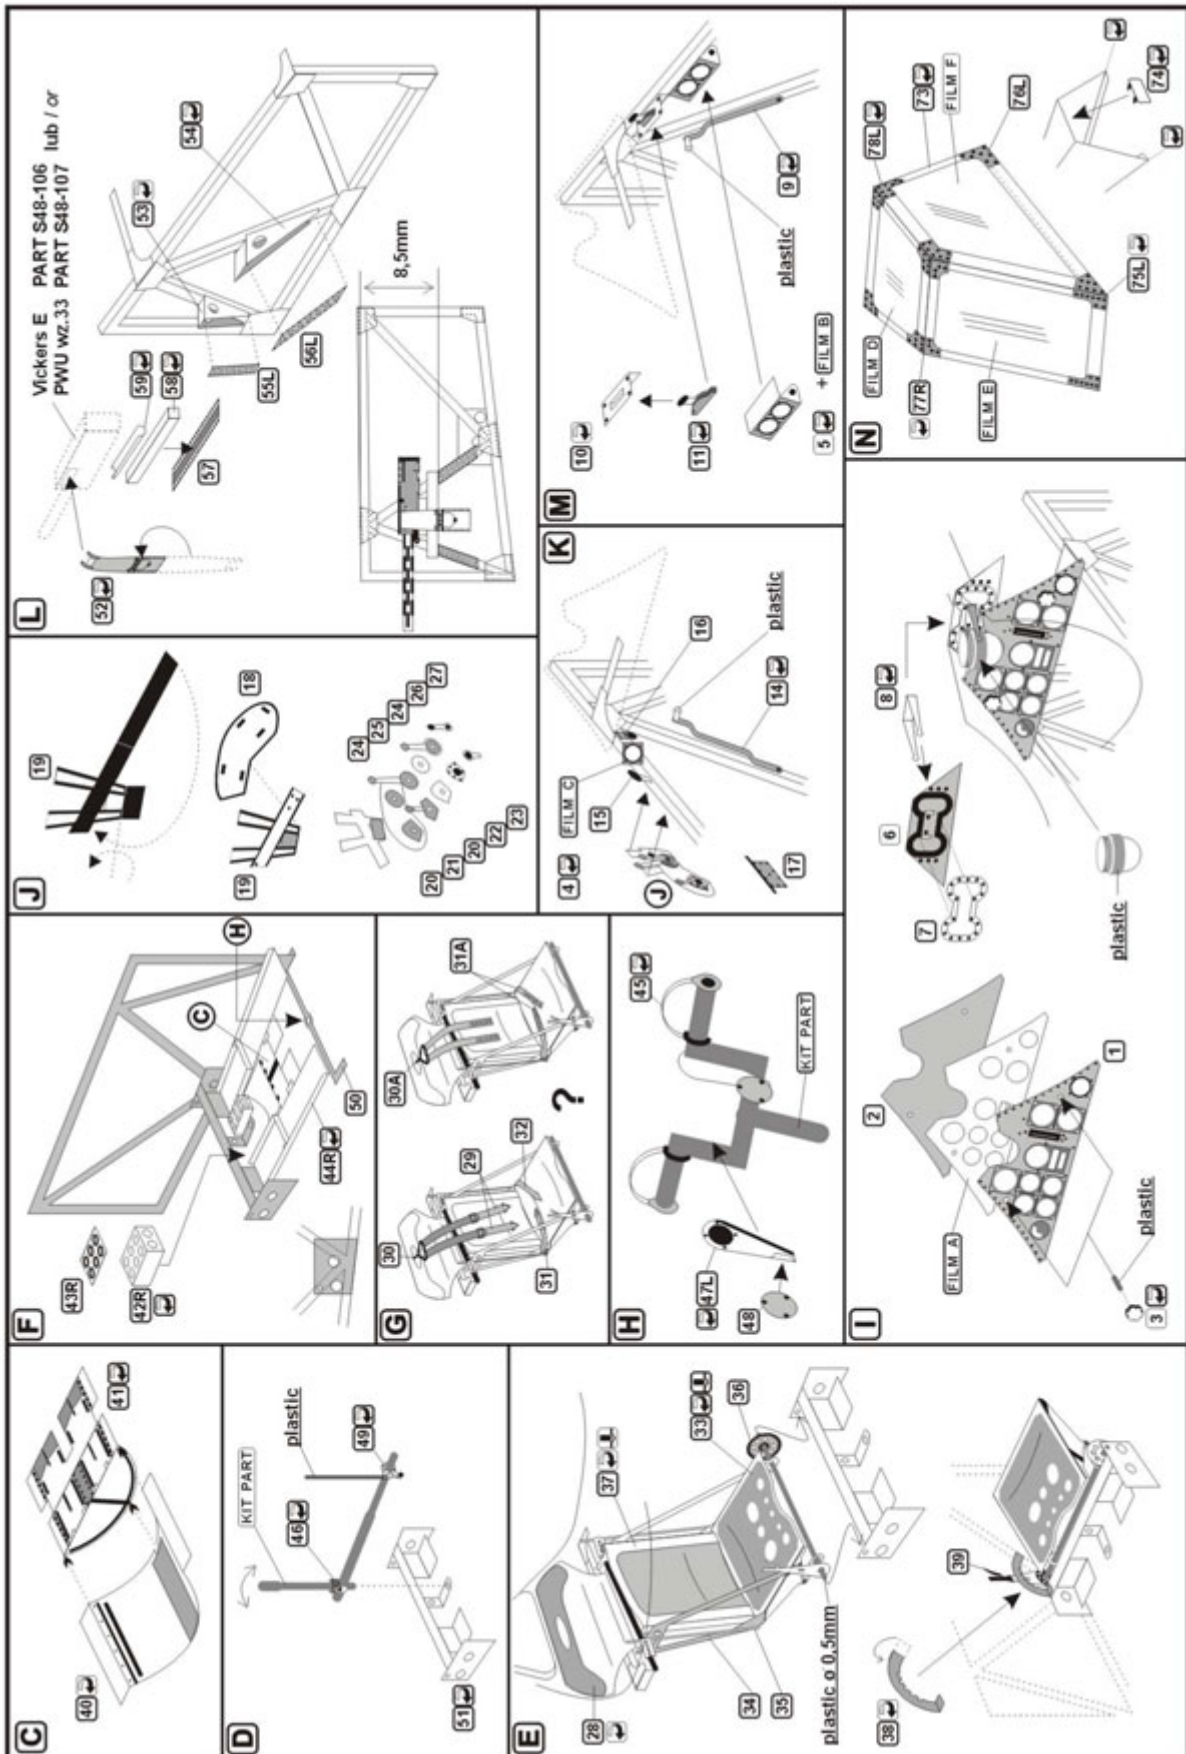 C
40
41
D
KIT PART
46
plastic
49
51
E
28
37
33
36
34
35
plastic ø 0,5mm
38
39
F
43R
42R
C
H
44R
50
G
30
29
32
31
?
30A
31A
H
45
47L
48
KIT PART
I
2
FILM A
1
3
plastic
7
6
8
plastic
J
19
19
18
24
25
24
26
27
20
21
20
22
23
K
4
J
FILM C
15
16
17
14
plastic
L
52
Vickers E PART S48-106 lub / or
PWU wz.33 PART S48-107
59
58
57
53
54
55L
56L
8,5mm
M
10
11
5
+ FILM B
plastic
9
N
FILM D
77R
FILM E
78L
73
FILM F
76L
75L
74